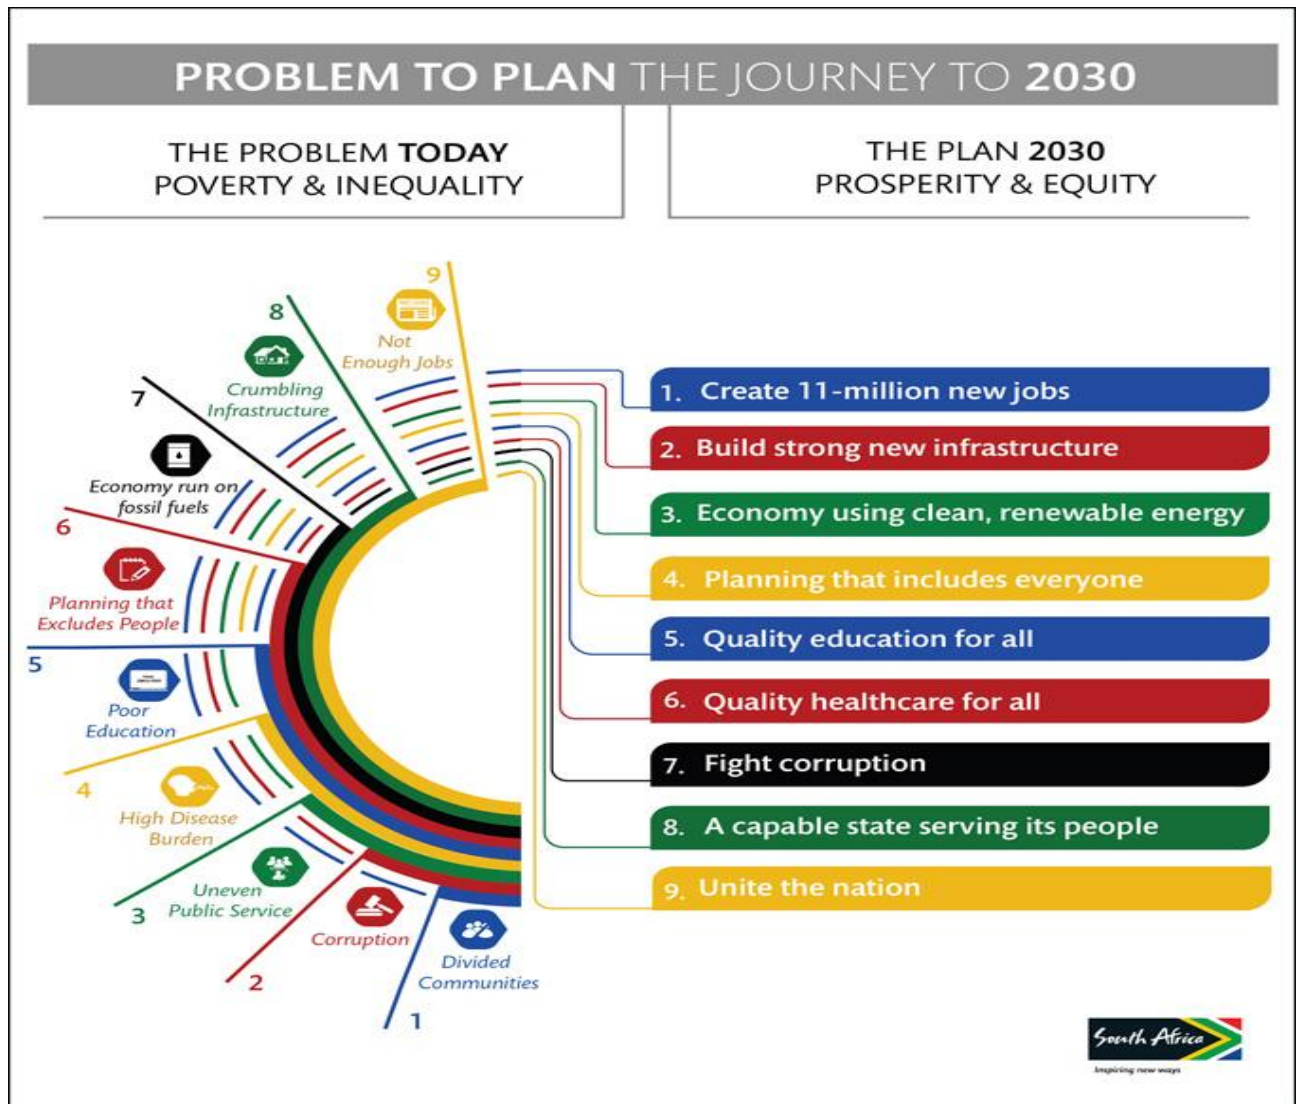 PROBLEM TO PLAN THE JOURNEY TO 2030
THE PROBLEM TODAY
POVERTY & INEQUALITY
THE PLAN 2030
PROSPERITY & EQUITY
9
Not
Enough Jobs
8
Crumbling
Infrastructure
7
Economy run on
fossil fuels
6
Planning that
Excludes People
5
Poor
Education
4
High Disease
Burden
3
Uneven
Public Service
2
Corruption
1
Divided
Communities
1. Create 11-million new jobs
2. Build strong new infrastructure
3. Economy using clean, renewable energy
4. Planning that includes everyone
5. Quality education for all
6. Quality healthcare for all
7. Fight corruption
8. A capable state serving its people
9. Unite the nation
South Africa
Inspiring new ways